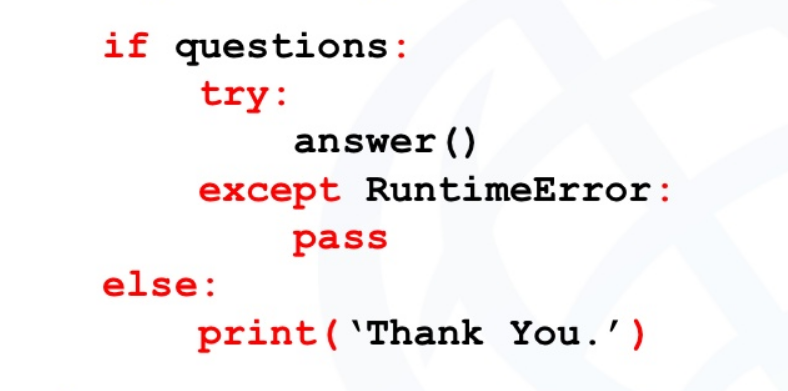 if questions:
try:
answer()
except RuntimeError:
pass
else:
print(‵Thank You.′)